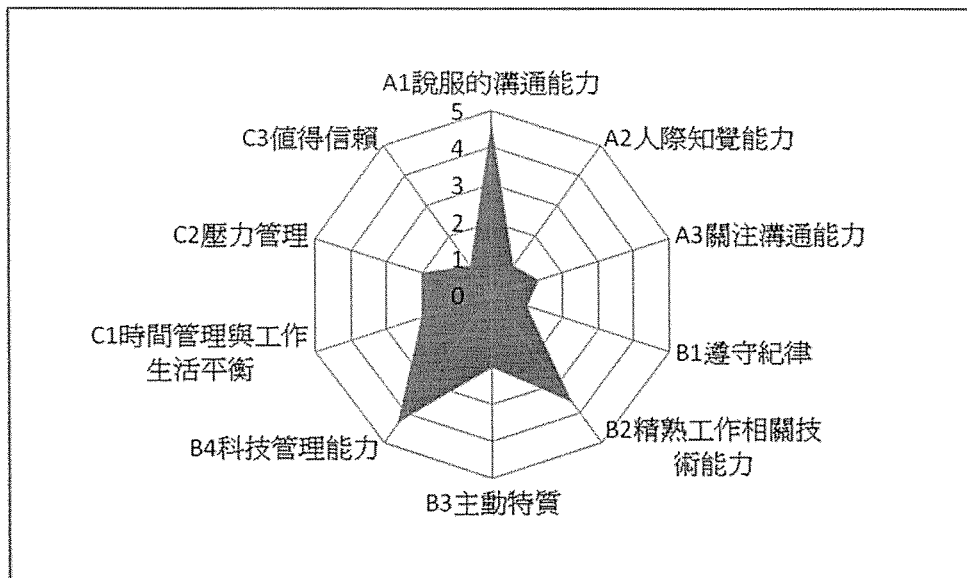 A1說服的溝通能力
A2人際知覺能力
A3關注溝通能力
B1遵守紀律
B2精熟工作相關技
術能力
B3主動特質
B4科技管理能力
C1時間管理與工作
生活平衡
C2壓力管理
C3值得信賴
5
4
3
2
1
0